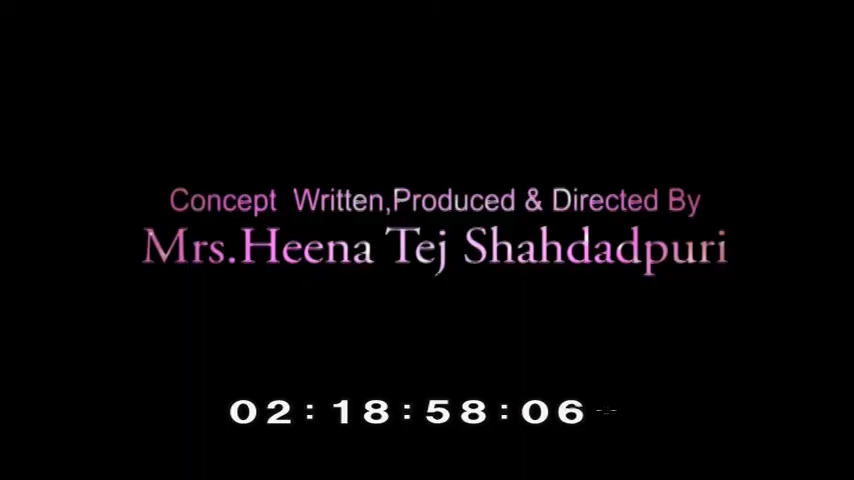 Concept Written,Produced & Directed By
Mrs.Heena Tej Shahdadpuri
02:18:58:06